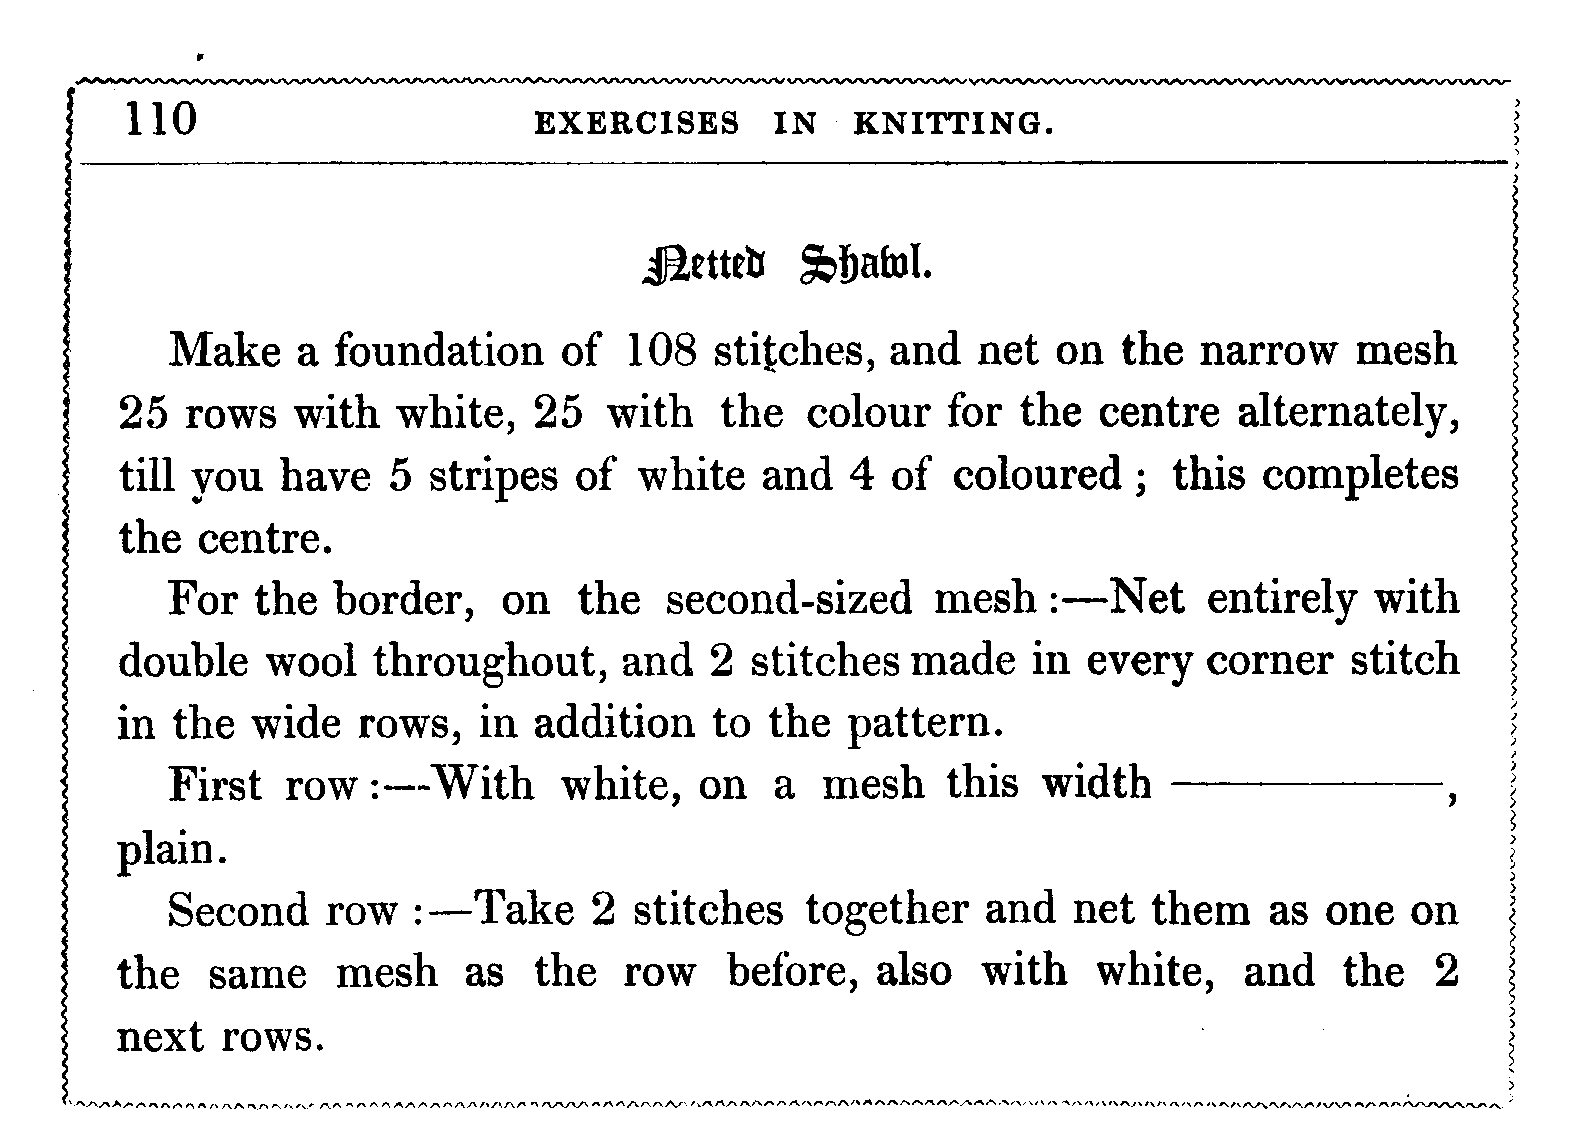 110 EXERCISES IN KNITTING.
Netted Shawl.
Make a foundation of 108 stitches, and net on the narrow mesh
25 rows with white, 25 with the colour for the centre alternately,
till you have 5 stripes of white and 4 of coloured ; this completes
the centre.
For the border, on the second-sized mesh :—Net entirely with
double wool throughout, and 2 stitches made in every corner stitch
in the wide rows, in addition to the pattern.
First row :—With white, on a mesh this width ————,
plain.
Second row :—Take 2 stitches together and net them as one on
the same mesh as the row before, also with white, and the 2
next rows.